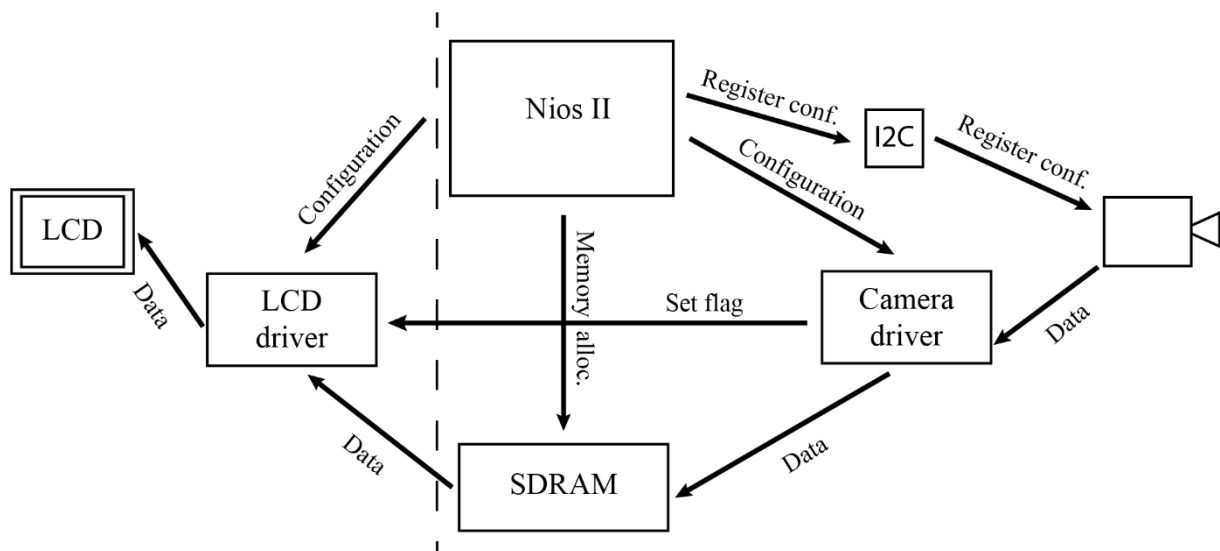 Nios II
Register conf.
I2C
Register conf.
Configuration
Configuration
LCD
LCD
driver
Data
Memory alloc.
Set flag
Camera
driver
Data
Data
SDRAM
Data